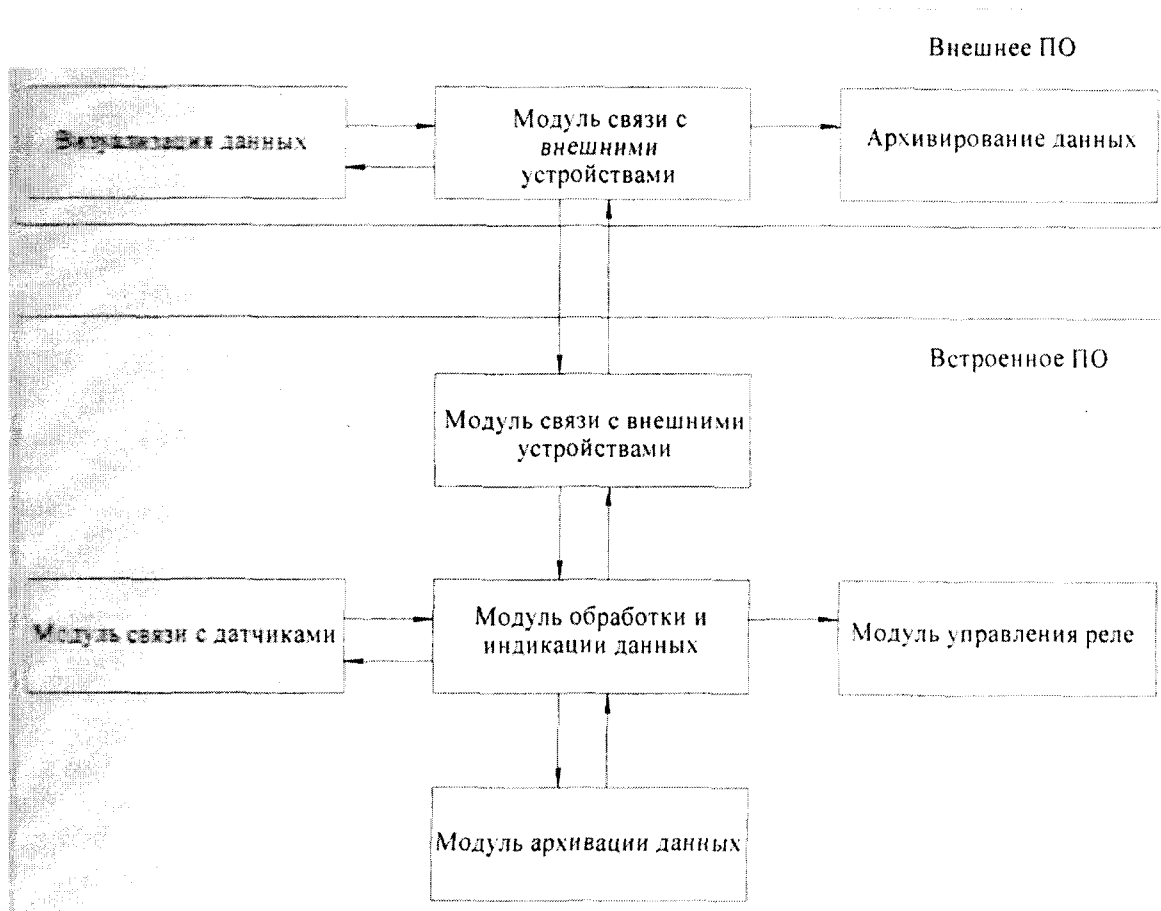 Внешнее ПО
Визуализация данных
Модуль связи с
внешними
устройствами
Архивирование данных
Встроенное ПО
Модуль связи с внешними
устройствами
Модуль связи с датчиками
Модуль обработки и
индикации данных
Модуль управления реле
Модуль архивации данных